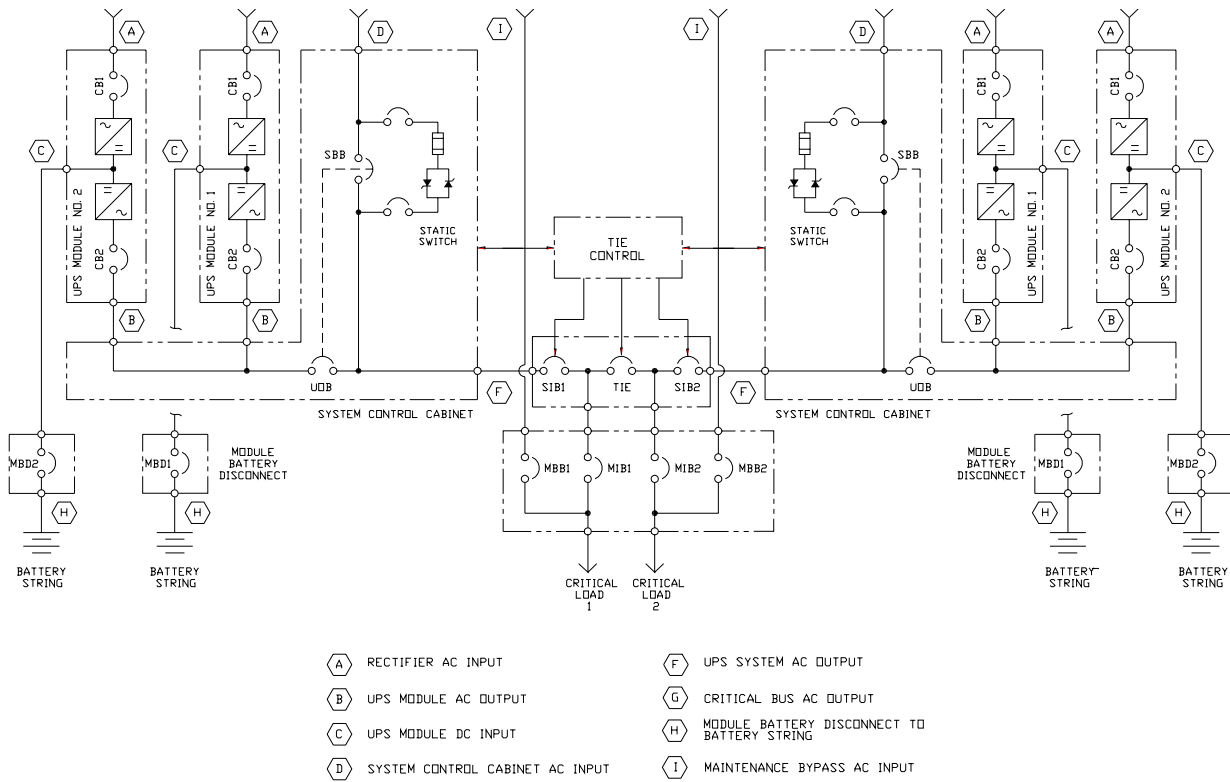 A
A
D
I
I
D
A
A
CB1
CB1
CB1
CB1
C
C
SBB
SBB
C
C
UPS MODULE NO. 2
UPS MODULE NO. 1
UPS MODULE NO. 1
UPS MODULE NO. 2
STATIC
SWITCH
TIE
CONTROL
STATIC
SWITCH
CB2
CB2
CB2
CB2
B
B
B
B
UOB
F
SIB1
TIE
SIB2
F
UOB
SYSTEM CONTROL CABINET
SYSTEM CONTROL CABINET
MBD2
MBD1
MODULE
BATTERY
DISCONNECT
MBB1
MIB1
MIB2
MBB2
MODULE
BATTERY
DISCONNECT
MBD1
MBD2
H
H
H
H
BATTERY
STRING
BATTERY
STRING
CRITICAL
LOAD
1
CRITICAL
LOAD
2
BATTERY
STRING
BATTERY
STRING
A RECTIFIER AC INPUT
B UPS MODULE AC OUTPUT
C UPS MODULE DC INPUT
D SYSTEM CONTROL CABINET AC INPUT
F UPS SYSTEM AC OUTPUT
G CRITICAL BUS AC OUTPUT
H MODULE BATTERY DISCONNECT TO
BATTERY STRING
I MAINTENANCE BYPASS AC INPUT